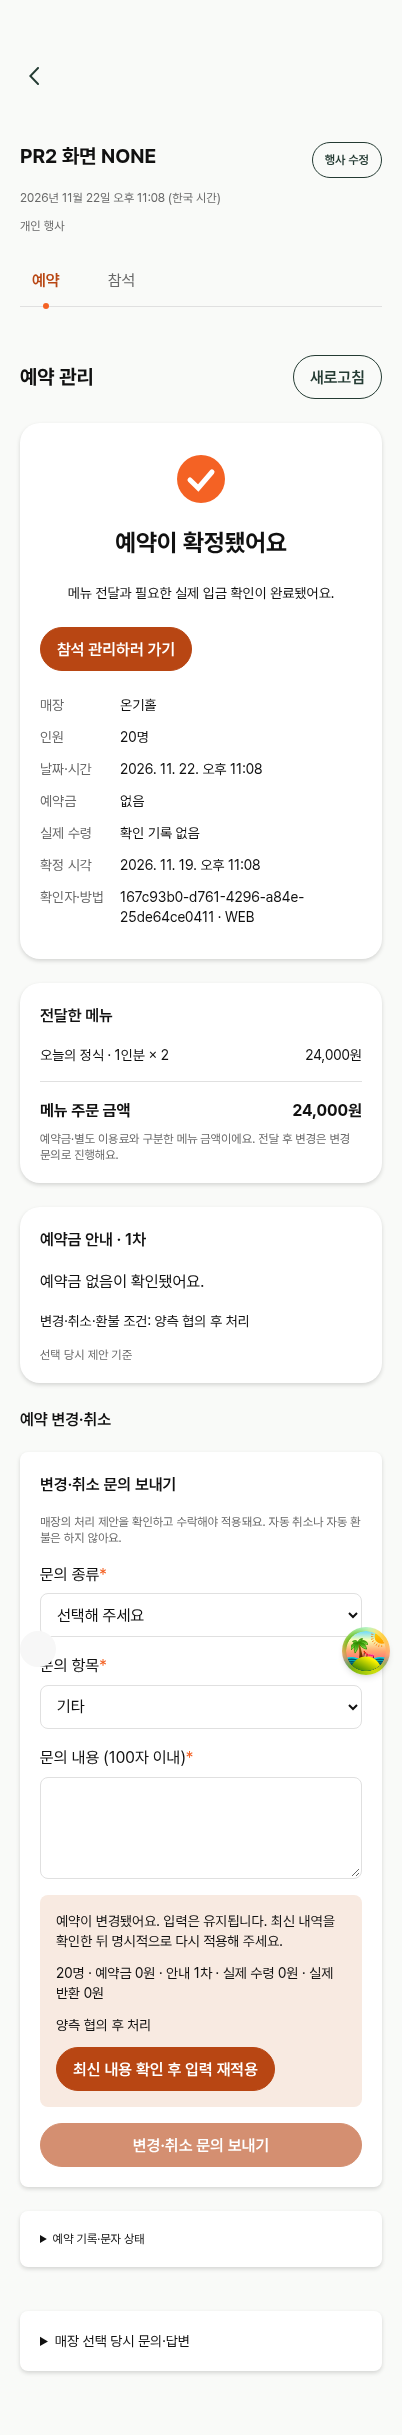 PR2 화면 NONE
행사 수정
2026년 11월 22일 오후 11:08 (한국 시간)
개인 행사
예약
참석
예약 관리
새로고침
예약이 확정됐어요
메뉴 전달과 필요한 실제 입금 확인이 완료됐어요.
참석 관리하러 가기
매장 온기홀
인원 20명
날짜·시간 2026. 11. 22. 오후 11:08
예약금 없음
실제 수령 확인 기록 없음
확정 시각 2026. 11. 19. 오후 11:08
확인자·방법 167c93b0-d761-4296-a84e-
25de64ce0411 · WEB
전달한 메뉴
오늘의 정식 · 1인분 × 2 24,000원
메뉴 주문 금액 24,000원
예약금·별도 이용료와 구분한 메뉴 금액이에요. 전달 후 변경은 변경
문의로 진행해요.
예약금 안내 · 1차
예약금 없음이 확인됐어요.
변경·취소·환불 조건: 양측 협의 후 처리
선택 당시 제안 기준
예약 변경·취소
변경·취소 문의 보내기
매장의 처리 제안을 확인하고 수락해야 적용돼요. 자동 취소나 자동 환
불은 하지 않아요.
문의 종류*
선택해 주세요
문의 항목*
기타
문의 내용 (100자 이내)*
예약이 변경됐어요. 입력은 유지됩니다. 최신 내역을
확인한 뒤 명시적으로 다시 적용해 주세요.
20명 · 예약금 0원 · 안내 1차 · 실제 수령 0원 · 실제
반환 0원
양측 협의 후 처리
최신 내용 확인 후 입력 재적용
변경·취소 문의 보내기
예약 기록·문자 상태
매장 선택 당시 문의·답변